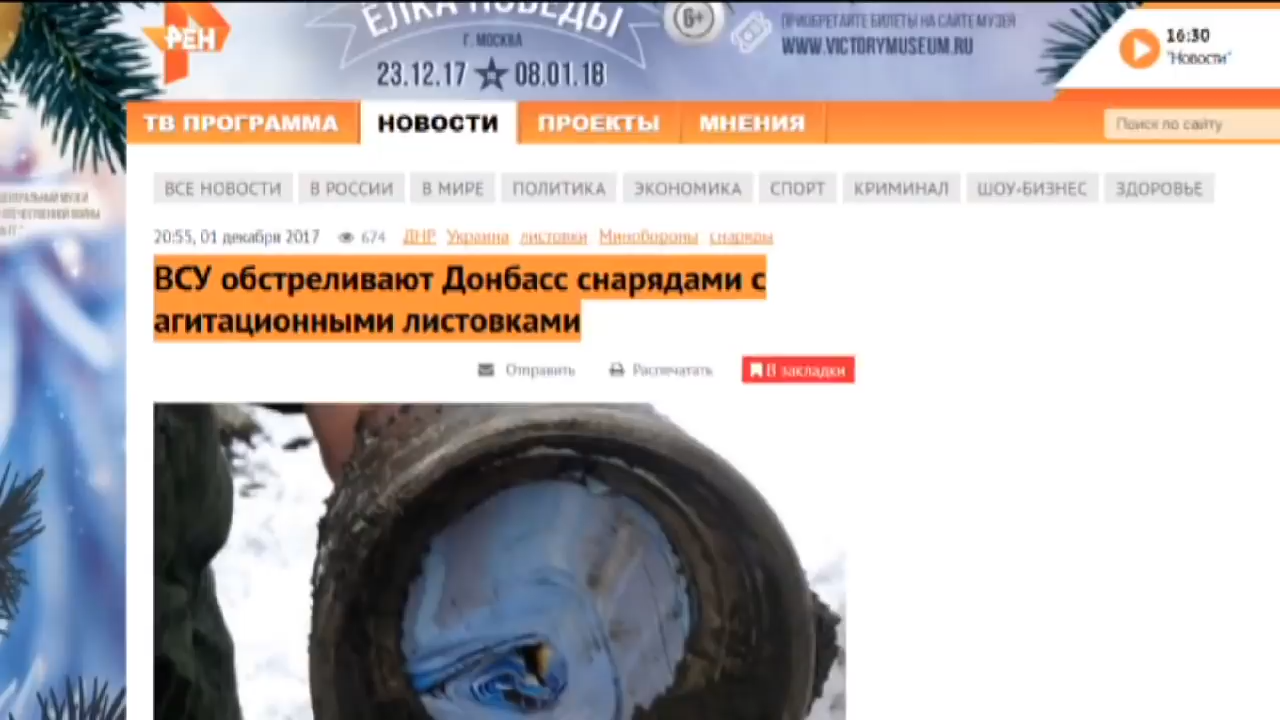 РЕН
ЁЛКА ПОБЕДЫ
Г. МОСКВА
23.12.17 08.01.18
6+
ПРИОБРЕТАЙТЕ БИЛЕТЫ НА САЙТЕ МУЗЕЯ
WWW.VICTORYMUSEUM.RU
16:30
"Новости"
ТВ ПРОГРАММА НОВОСТИ ПРОЕКТЫ МНЕНИЯ
Поиск по сайту
ВСЕ НОВОСТИ В РОССИИ В МИРЕ ПОЛИТИКА ЭКОНОМИКА СПОРТ КРИМИНАЛ ШОУ-БИЗНЕС ЗДОРОВЬЕ
20:55, 01 декабря 2017 674 ДНР Украина листовки Минобороны снаряды
ВСУ обстреливают Донбасс снарядами с
агитационными листовками
Отправить Распечатать В закладки